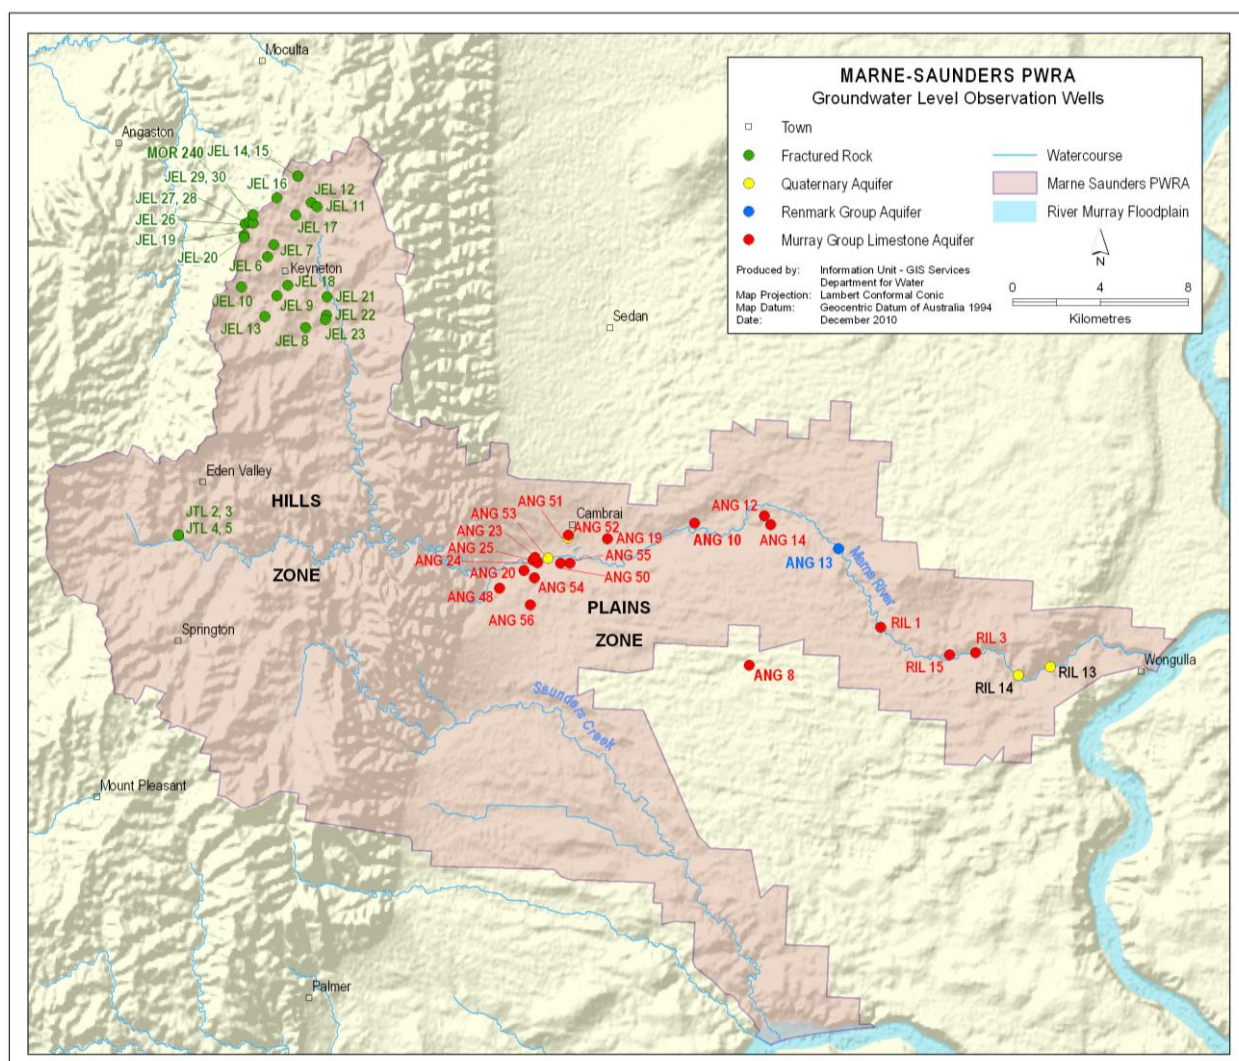 MARNE-SAUNDERS PWRA
Groundwater Level Observation Wells
Town
Fractured Rock
Quaternary Aquifer
Renmark Group Aquifer
Murray Group Limestone Aquifer
Watercourse
Marne Saunders PWRA
River Murray Floodplain
N
Produced by: Information Unit - GIS Services
Department for Water
Map Projection: Lambert Conformal Conic
Map Datum: Geocentric Datum of Australia 1994
Date: December 2010
0 4 8
Kilometres
Moculta
Angaston
MOR 240
JEL 14, 15
JEL 29, 30
JEL 16
JEL 12
JEL 27, 28
JEL 11
JEL 26
JEL 17
JEL 19
JEL 7
JEL 20
JEL 6
Keyneton
JEL 18
JEL 10
JEL 9
JEL 21
JEL 13
JEL 22
JEL 8
JEL 23
Sedan
Eden Valley
HILLS
ZONE
JTL 2, 3
JTL 4, 5
ANG 51
ANG 53
Cambrai
ANG 23
ANG 52
ANG 19
ANG 12
ANG 10
ANG 14
ANG 25
ANG 55
ANG 24
ANG 13
Marne River
ANG 20
ANG 50
ANG 54
ANG 48
ANG 56
PLAINS
ZONE
RIL 1
RIL 3
RIL 15
Springton
ANG 8
RIL 14
RIL 13
Wongulla
Saunders Creek
Mount Pleasant
Palmer